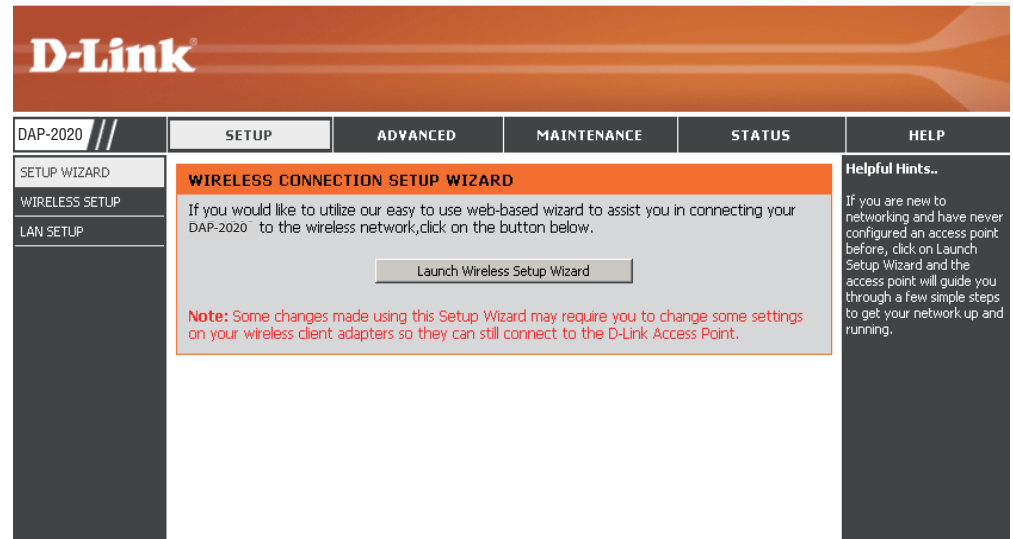 D-Link®
DAP-2020
SETUP
ADVANCED
MAINTENANCE
STATUS
HELP
SETUP WIZARD
WIRELESS SETUP
LAN SETUP
WIRELESS CONNECTION SETUP WIZARD
If you would like to utilize our easy to use web-based wizard to assist you in connecting your
DAP-2020 to the wireless network,click on the button below.
Launch Wireless Setup Wizard
Note: Some changes made using this Setup Wizard may require you to change some settings
on your wireless client adapters so they can still connect to the D-Link Access Point.
Helpful Hints..
If you are new to
networking and have never
configured an access point
before, click on Launch
Setup Wizard and the
access point will guide you
through a few simple steps
to get your network up and
running.